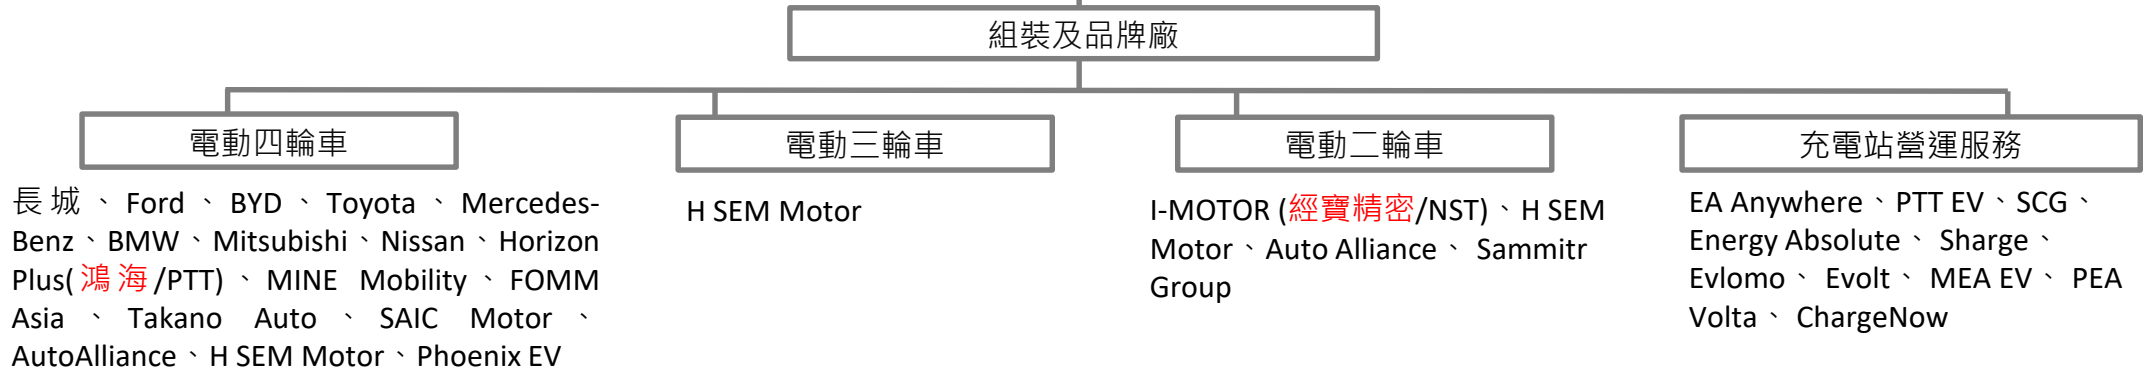 組裝及品牌廠
電動四輪車
電動三輪車
電動二輪車
充電站營運服務
長城、Ford、BYD、Toyota、Mercedes-
Benz、BMW、Mitsubishi、Nissan、Horizon
Plus(鴻海/PTT)、MINE Mobility、FOMM
Asia、Takano Auto、SAIC Motor、
AutoAlliance、H SEM Motor、Phoenix EV
H SEM Motor
I-MOTOR (經寶精密/NST)、H SEM
Motor、Auto Alliance、Sammitr
Group
EA Anywhere、PTT EV、SCG、
Energy Absolute、Sharge、
Evlomo、Evolt、MEA EV、PEA
Volta、ChargeNow